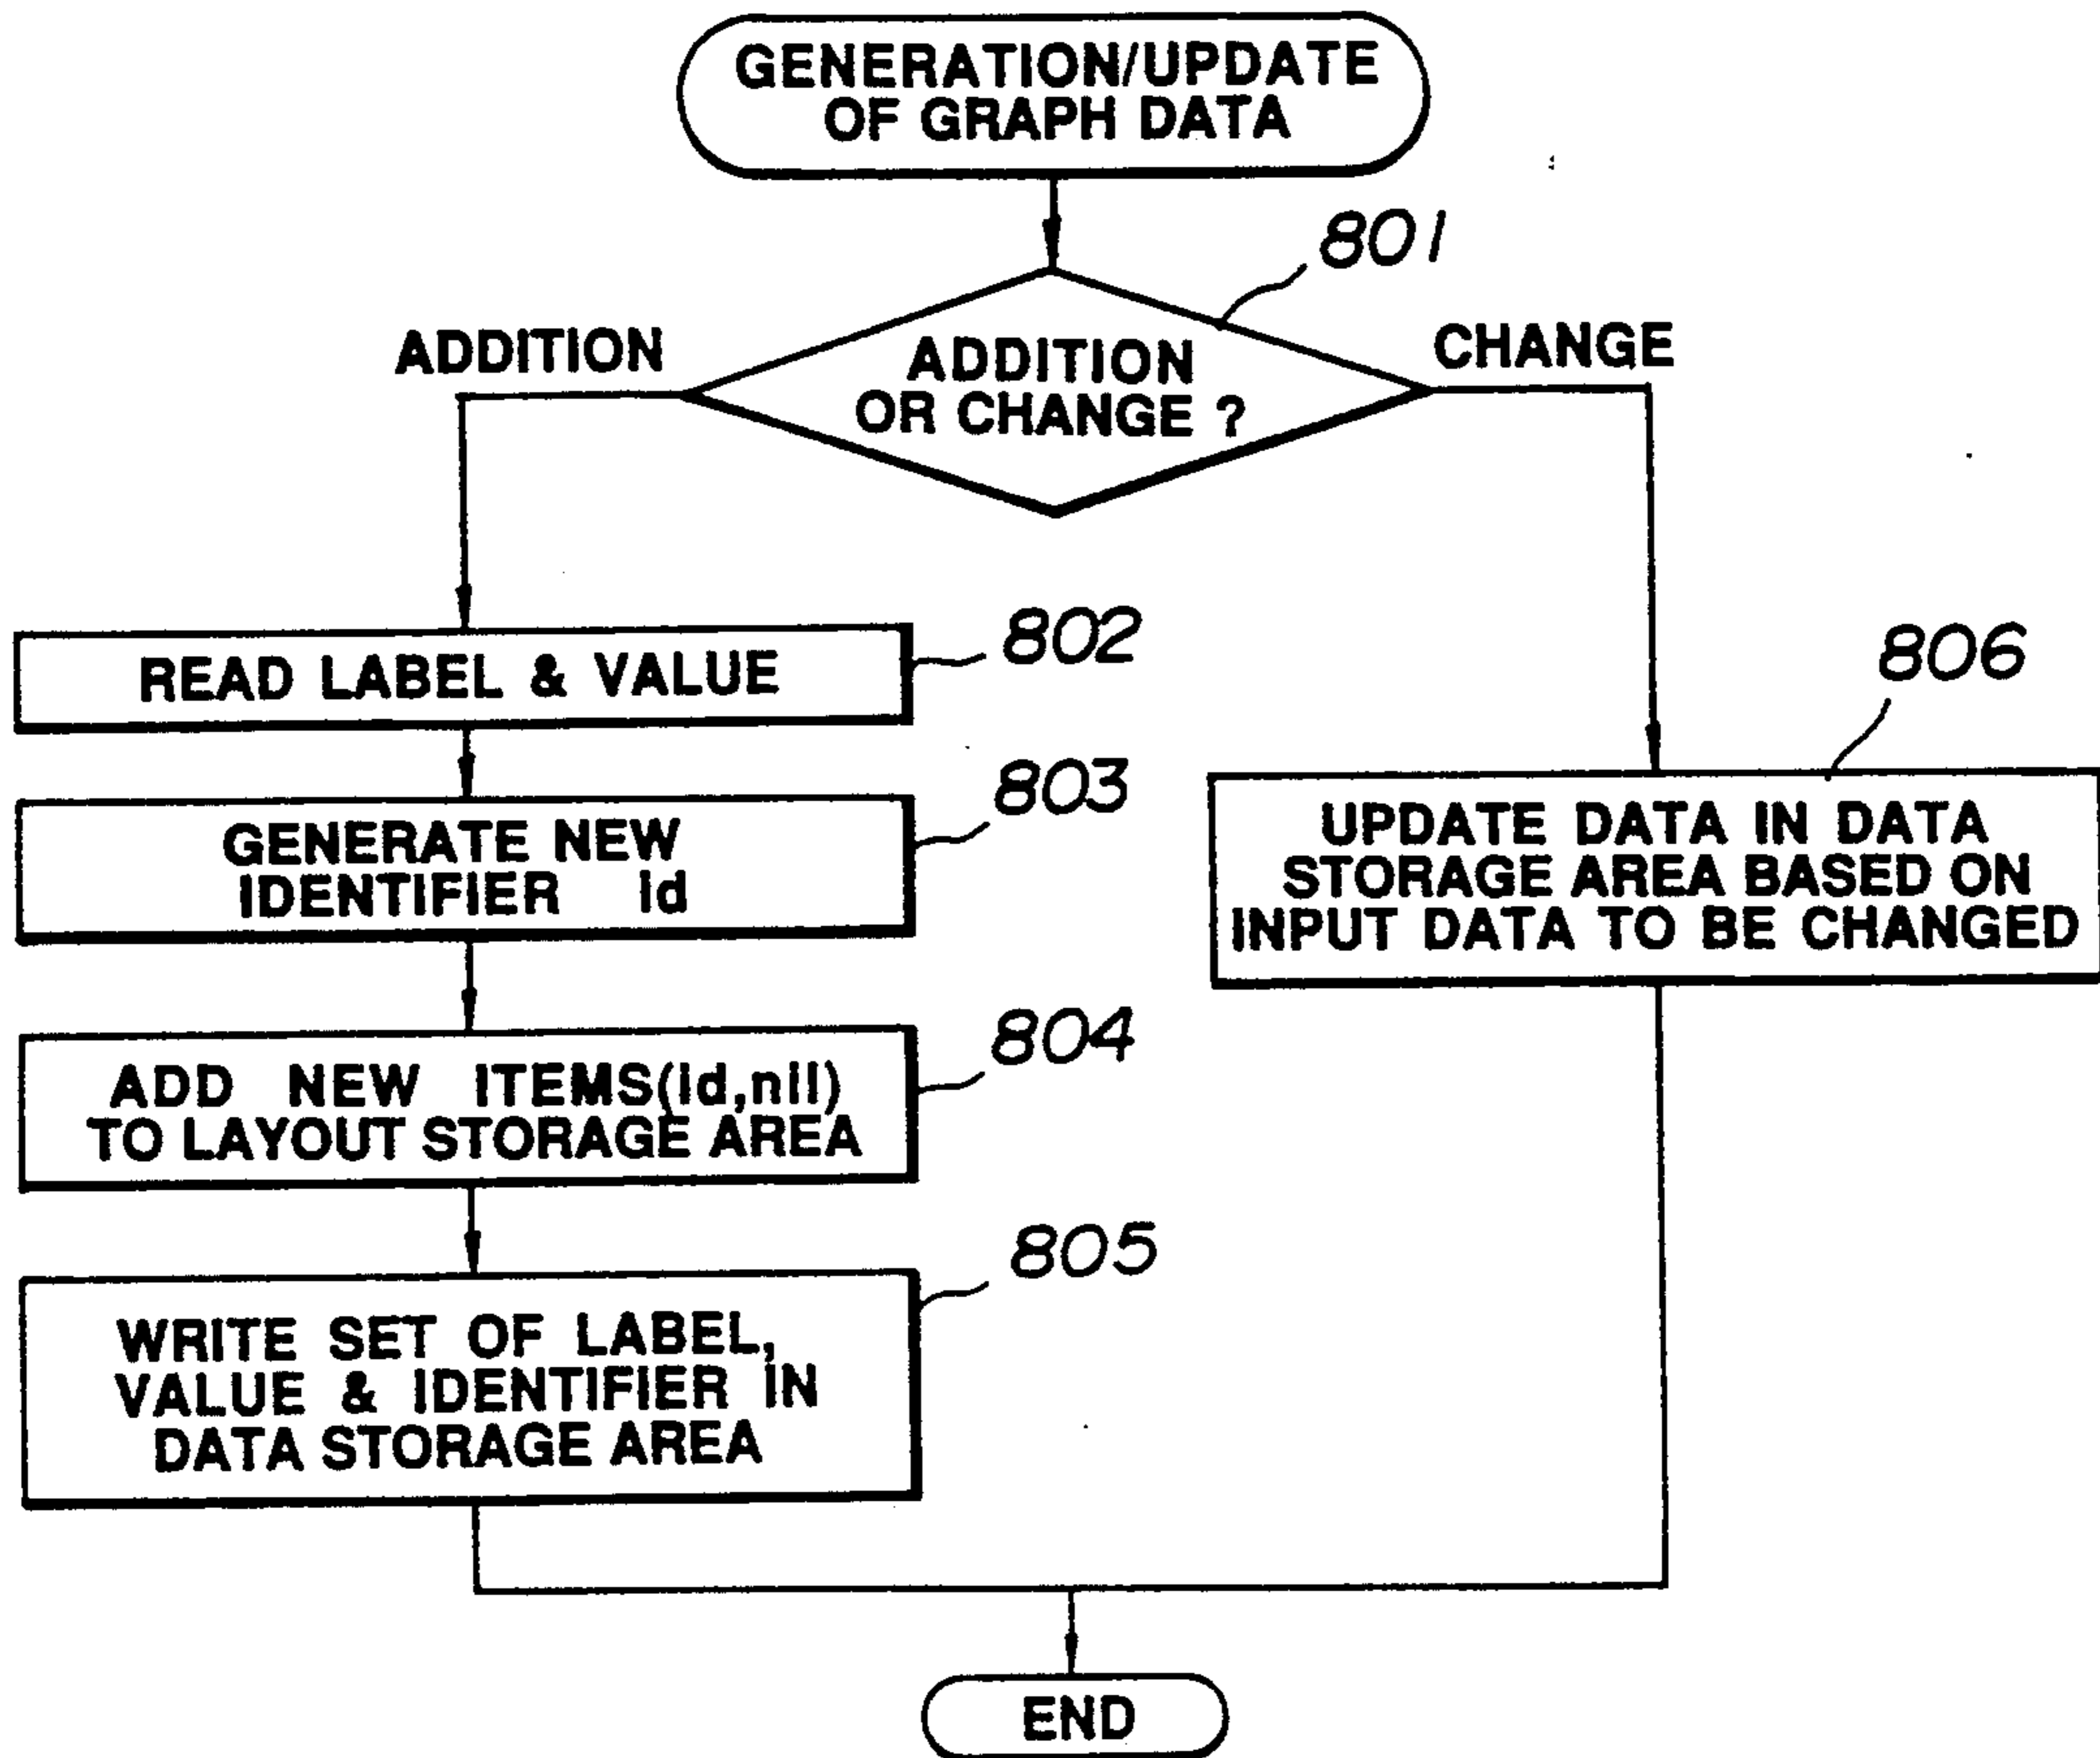 GENERATION/UPDATE
OF GRAPH DATA
801
ADDITION
CHANGE
ADDITION
OR CHANGE ?
802
READ LABEL & VALUE
806
803
GENERATE NEW
IDENTIFIER id
UPDATE DATA IN DATA
STORAGE AREA BASED ON
INPUT DATA TO BE CHANGED
804
ADD NEW ITEMS(id,nil)
TO LAYOUT STORAGE AREA
805
WRITE SET OF LABEL,
VALUE & IDENTIFIER IN
DATA STORAGE AREA
END